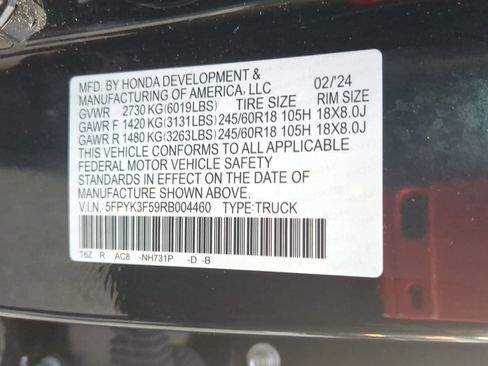 MFD. BY HONDA DEVELOPMENT &
MANUFACTURING OF AMERICA, LLC 02/'24
GVWR 2730 KG(6019LBS) TIRE SIZE RIM SIZE
GAWR F 1420 KG(3131LBS) 245/60R18 105H 18X8.0J
GAWR R 1480 KG(3263LBS) 245/60R18 105H 18X8.0J
THIS VEHICLE CONFORMS TO ALL APPLICABLE
FEDERAL MOTOR VEHICLE SAFETY
STANDARDS IN EFFECT ON THE DATE OF
MANUFACTURE SHOWN ABOVE.
V.I.N.: 5FPYK3F59RB004460 TYPE:TRUCK
T6Z R AC8 -NH731P -D -B